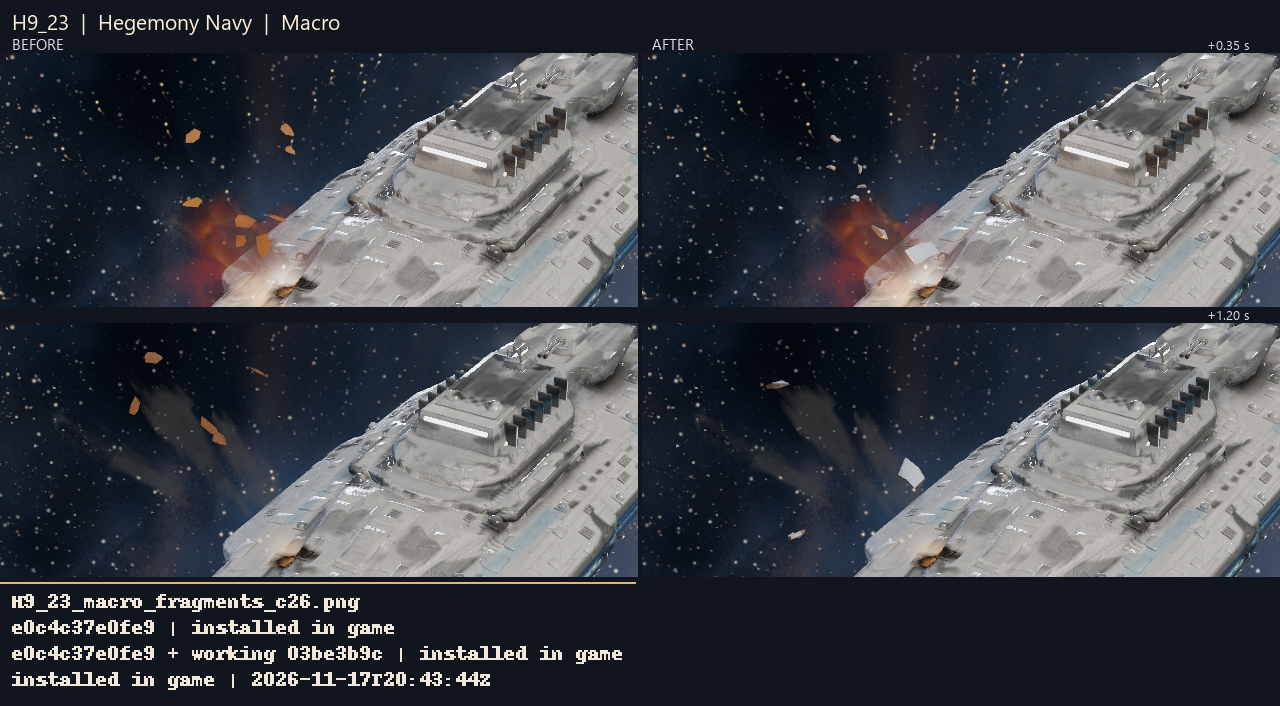 H9_23 | Hegemony Navy | Macro
BEFORE
AFTER
+0.35 s
+1.20 s
H9_23_macro_fragments_c26.png
e0c4c37e0fe9 | installed in game
e0c4c37e0fe9 + working 03be3b9c | installed in game
installed in game | 2026-11-17T20:43:44Z